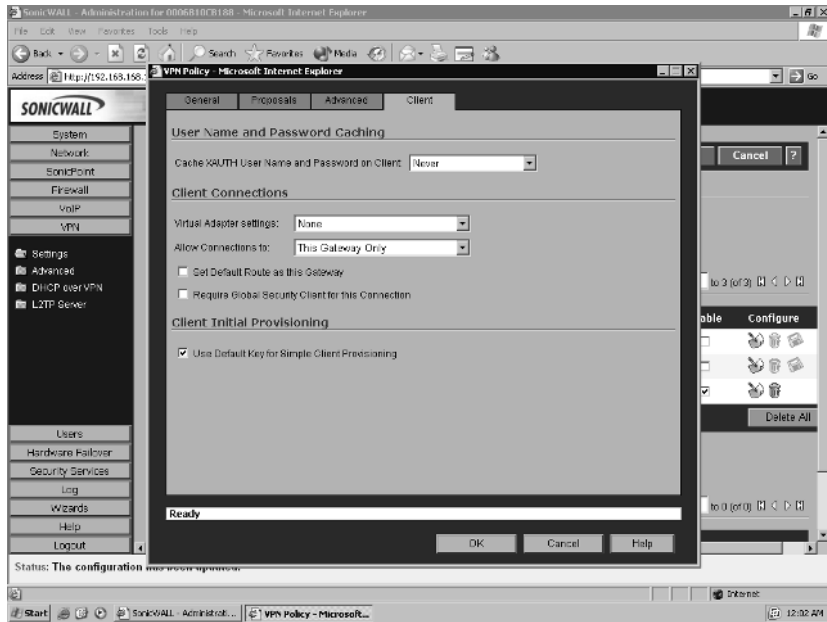 SonicWALL - Administration for 0006810CB188 - Microsoft Internet Explorer
File Edit View Favorites Tools Help
Back Search Favorites Media
Address http://192.168.168.
Go
VPN Policy - Microsoft Internet Explorer
SONICWALL
General Proposals Advanced Client
System
Network
SonicPoint
Firewall
VoIP
VPN
Settings
Advanced
DHCP over VPN
L2TP Server
Users
Hardware Failover
Security Services
Log
Wizards
Help
Logout
User Name and Password Caching
Cache XAUTH User Name and Password on Client: Never
Client Connections
Virtual Adapter settings: None
Allow Connections to: This Gateway Only
Set Default Route as this Gateway
Require Global Security Client for this Connection
Client Initial Provisioning
Use Default Key for Simple Client Provisioning
Ready
OK Cancel Help
Cancel ?
to 3 (of 3)
able Configure
Delete All
to 0 (of 0)
Status: The configuration has been updated.
Internet
Start SonicWALL - Administrati... VPN Policy - Microsoft... 12:02 AM